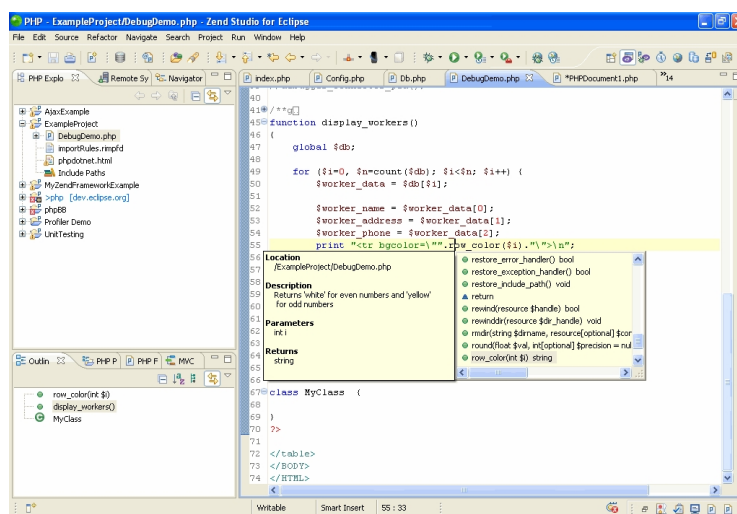 PHP - ExampleProject/DebugDemo.php - Zend Studio for Eclipse
File Edit Source Refactor Navigate Search Project Run Window Help
PHP Explo Remote Sy Navigator
index.php Config.php Db.php DebugDemo.php *PHPDocument1.php "14
AjaxExample
ExampleProject
DebugDemo.php
importRules.rimpfd
phpdotnet.html
Include Paths
MyZendFrameworkExample
>php [dev.eclipse.org]
phpBB
Profiler Demo
UnitTesting
Outlin PHP P PHP F MVC
row_color(int $i)
display_workers()
MyClass
40
41 /**g
45 function display_workers()
46 {
47 global $db;
48
49 for ($i=0, $n=count($db); $i<$n; $i++) {
50 $worker_data = $db[$i];
51
52 $worker_name = $worker_data[0];
53 $worker_address = $worker_data[1];
54 $worker_phone = $worker_data[2];
55 print "<tr bgcolor=\"".row_color($i)."\">\n";
56
57
58
59
60
61
62
63
64
65
66
Location
/ExampleProject/DebugDemo.php
Description
Returns 'white' for even numbers and 'yellow'
for odd numbers
Parameters
int i
Returns
string
restore_error_handler() bool
restore_exception_handler() bool
restore_include_path() void
return
rewind(resource $handle) bool
rewinddir(resource $dir_handle) void
rmdir(string $dirname, resource[optional] $cor
round(float $val, int[optional] $precision = nul
row_color(int $i) string
67 class MyClass {
68
69 }
70 ?>
71
72 </table>
73 </BODY>
74 </HTML>
Writable Smart Insert 55 : 33